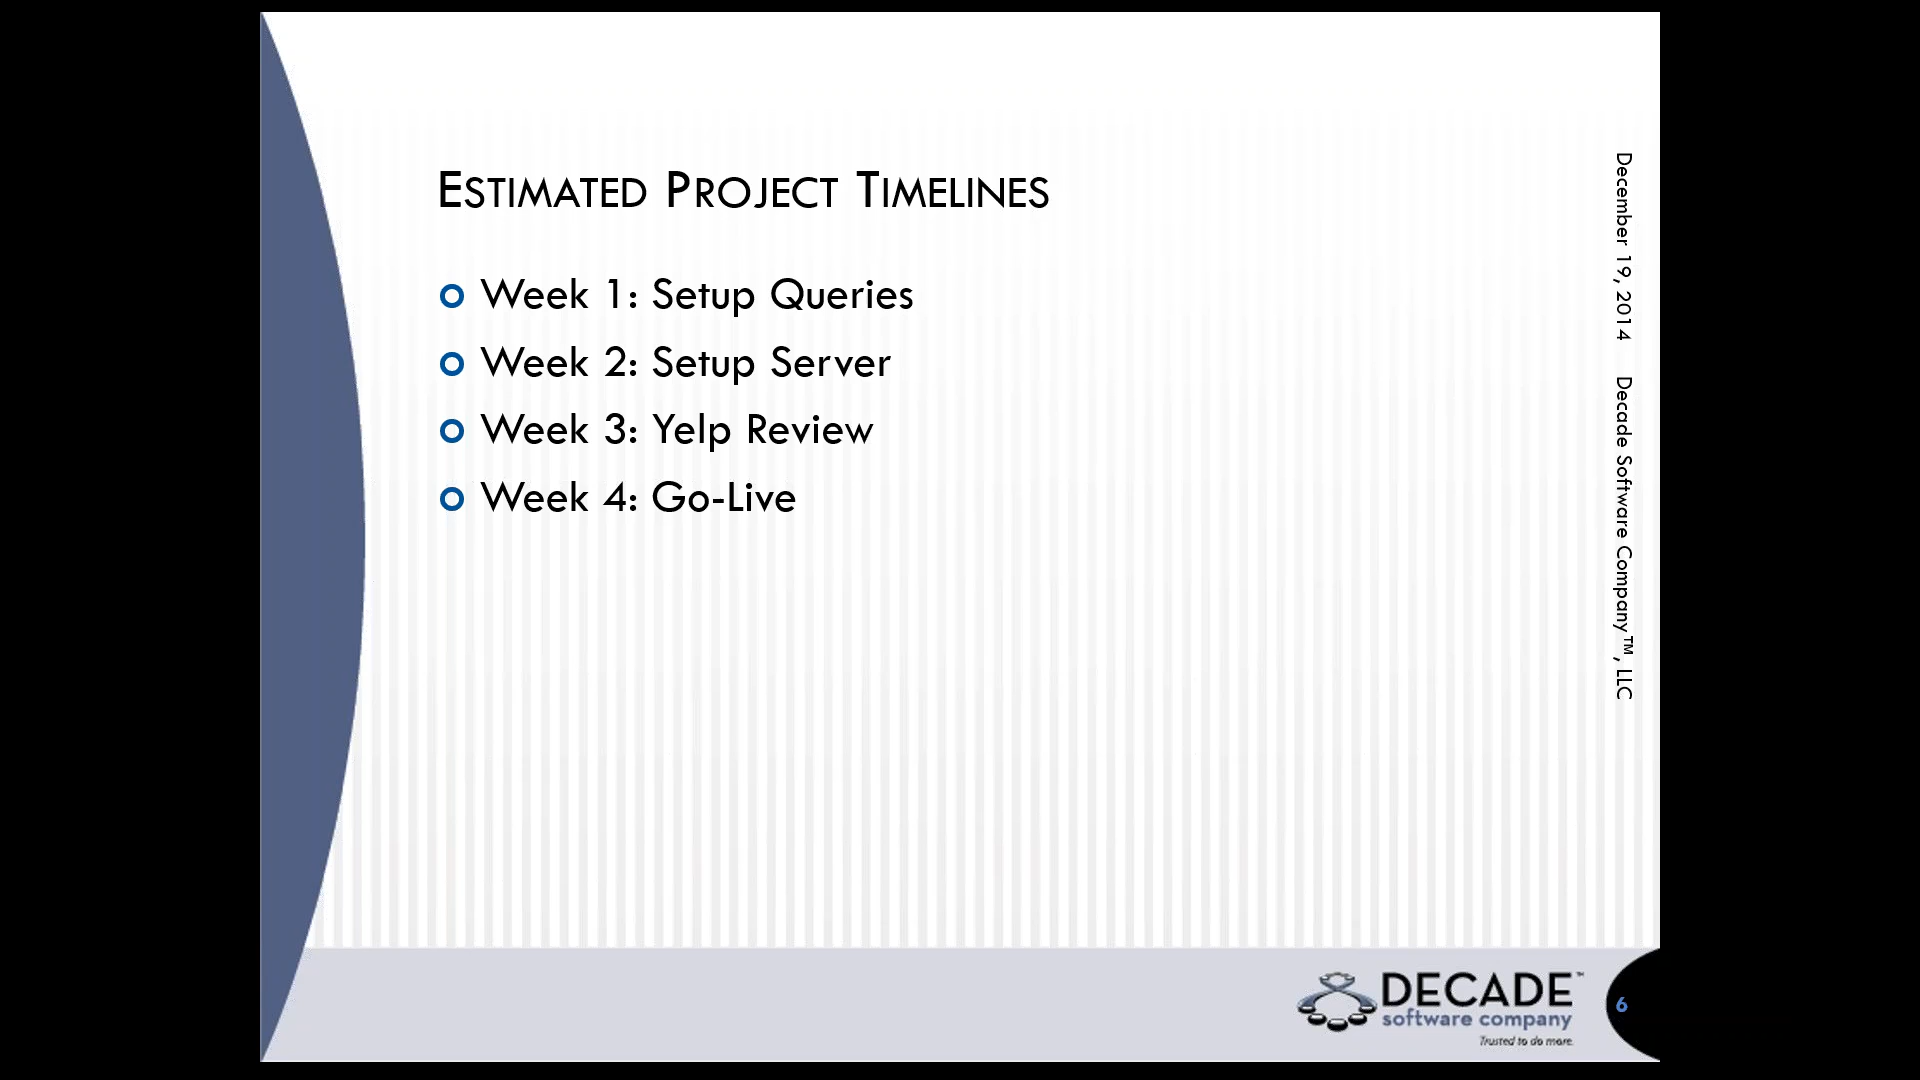 ESTIMATED PROJECT TIMELINES
Week 1: Setup Queries
Week 2: Setup Server
Week 3: Yelp Review
Week 4: Go-Live
December 19, 2014 Decade Software Company™, LLC
DECADE™
software company
Trusted to do more.
6